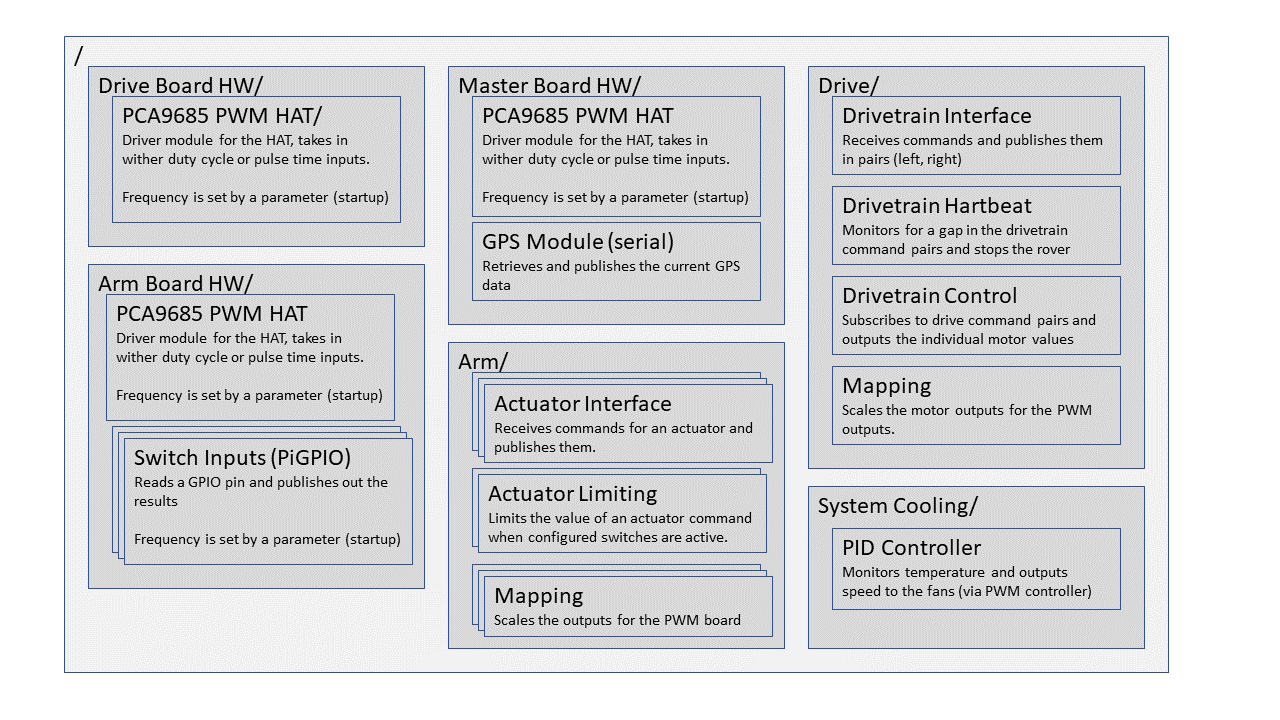 /
Drive Board HW/
PCA9685 PWM HAT/
Driver module for the HAT, takes in
wither duty cycle or pulse time inputs.
Frequency is set by a parameter (startup)
Arm Board HW/
PCA9685 PWM HAT
Driver module for the HAT, takes in
wither duty cycle or pulse time inputs.
Frequency is set by a parameter (startup)
Switch Inputs (PiGPIO)
Reads a GPIO pin and publishes out the
results
Frequency is set by a parameter (startup)
Master Board HW/
PCA9685 PWM HAT
Driver module for the HAT, takes in
wither duty cycle or pulse time inputs.
Frequency is set by a parameter (startup)
GPS Module (serial)
Retrieves and publishes the current GPS
data
Arm/
Actuator Interface
Receives commands for an actuator and
publishes them.
Actuator Limiting
Limits the value of an actuator command
when configured switches are active.
Mapping
Scales the outputs for the PWM board
Drive/
Drivetrain Interface
Receives commands and publishes them
in pairs (left, right)
Drivetrain Hartbeat
Monitors for a gap in the drivetrain
command pairs and stops the rover
Drivetrain Control
Subscribes to drive command pairs and
outputs the individual motor values
Mapping
Scales the motor outputs for the PWM
outputs.
System Cooling/
PID Controller
Monitors temperature and outputs
speed to the fans (via PWM controller)